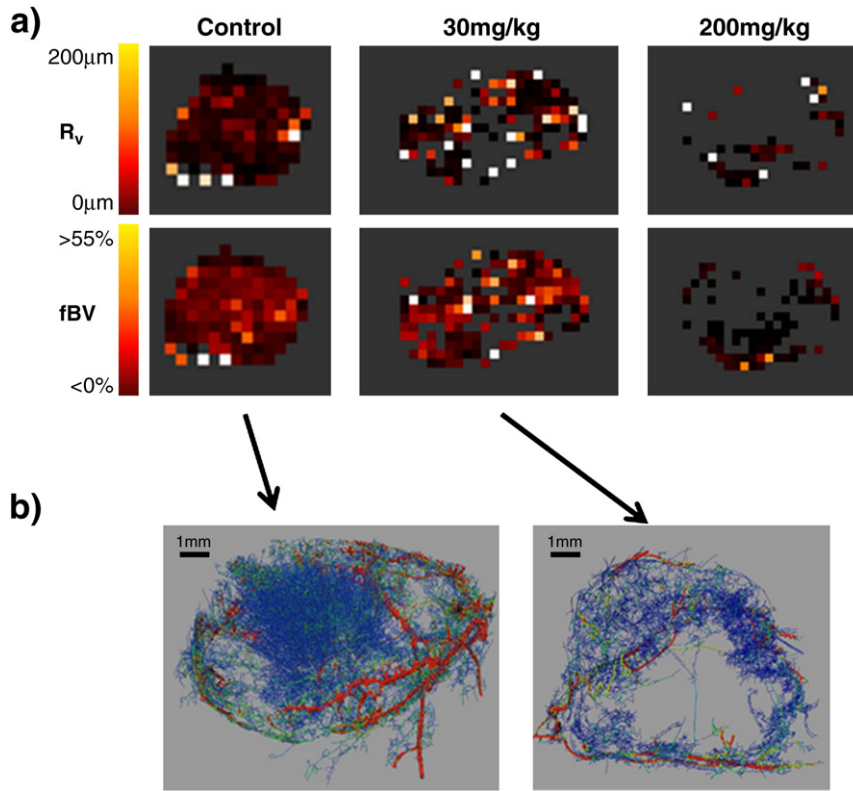 a)
Control
30mg/kg
200mg/kg
200μm
Rv
0μm
>55%
fBV
<0%
b)
1mm
1mm